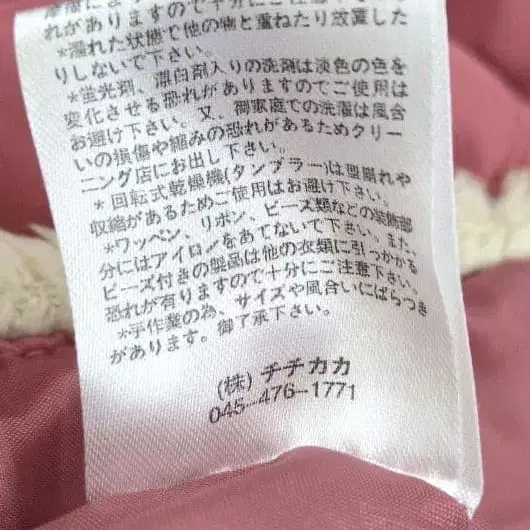 れがありますので十分にご注意
*濡れた状態で他の物と重ねたり放置した
りしないで下さい。
*蛍光剤、漂白剤入りの洗剤は淡色の色を
変化させる恐れがありますのでご使用は
お避け下さい。又、御家庭での洗濯は風合
いの損傷や縮みの恐れがあるためクリー
ニング店にお出し下さい。
*回転式乾燥機(タンブラー)は型崩れや
収縮があるためご使用はお避け下さい。
*ワッペン、リボン、ビーズ類などの装飾部
分にはアイロンをあてないで下さい。また、
ビーズ付きの製品は他の衣類に引っかかる
恐れが有りますので十分にご注意下さい。
*手作業の為、サイズや風合いにばらつき
があります。御了承下さい。
(株)チチカカ
045-476-1771